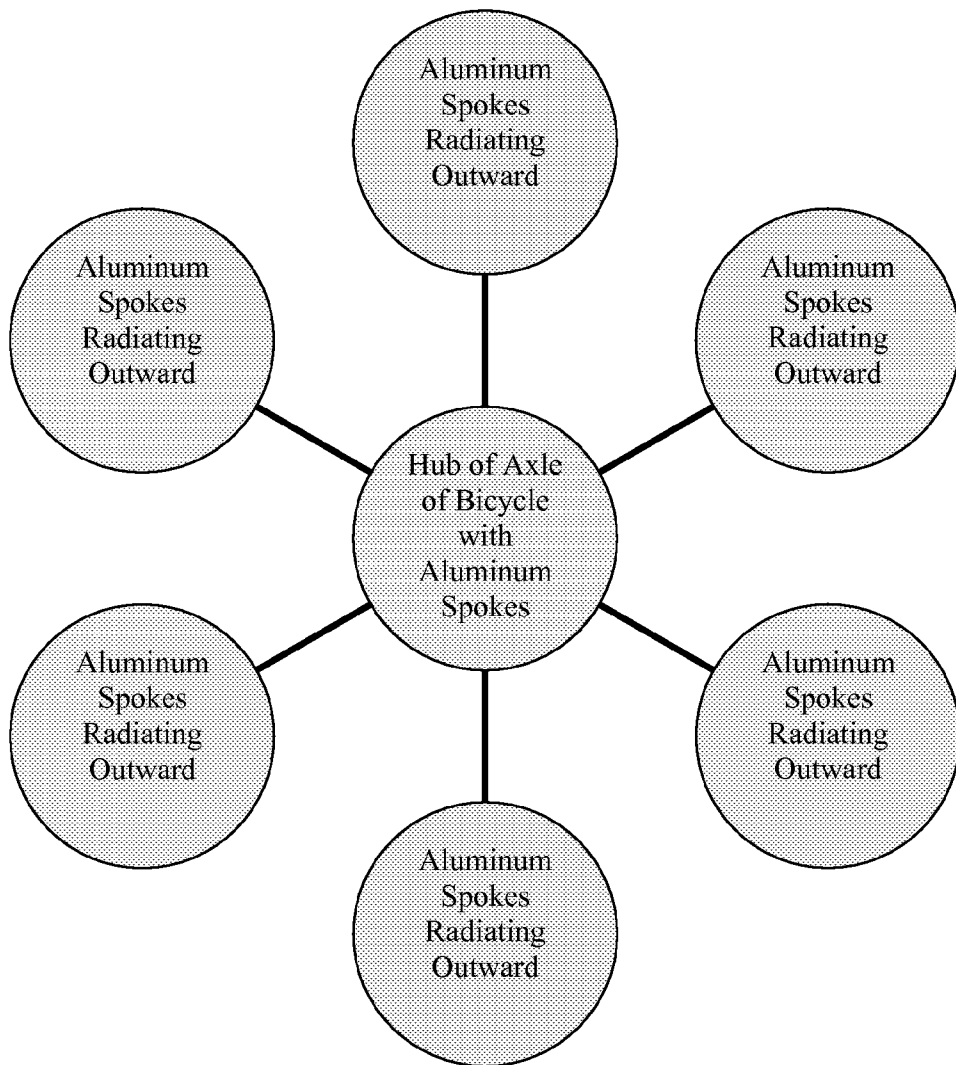 Aluminum
Spokes
Radiating
Outward
Aluminum
Spokes
Radiating
Outward
Aluminum
Spokes
Radiating
Outward
Hub of Axle
of Bicycle
with
Aluminum
Spokes
Aluminum
Spokes
Radiating
Outward
Aluminum
Spokes
Radiating
Outward
Aluminum
Spokes
Radiating
Outward